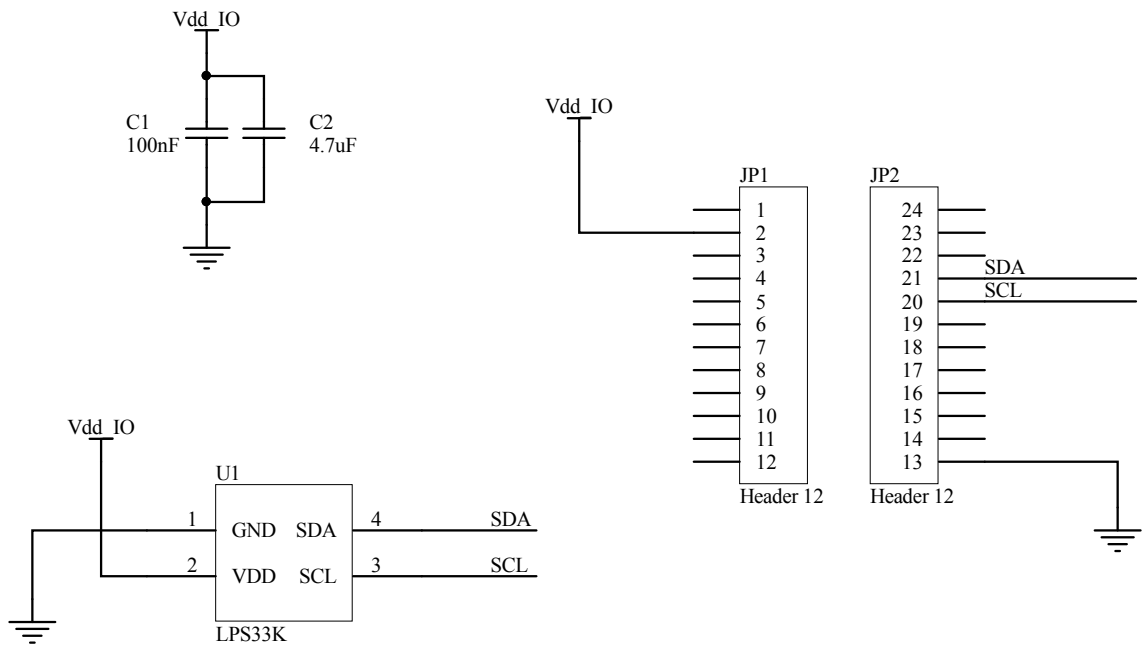 Vdd_IO
C1
100nF
C2
4.7uF
Vdd_IO
JP1
1
2
3
4
5
6
7
8
9
10
11
12
Header 12
JP2
24
23
22
21
20
19
18
17
16
15
14
13
Header 12
SDA
SCL
Vdd_IO
U1
1 GND SDA 4 SDA
2 VDD SCL 3 SCL
LPS33K